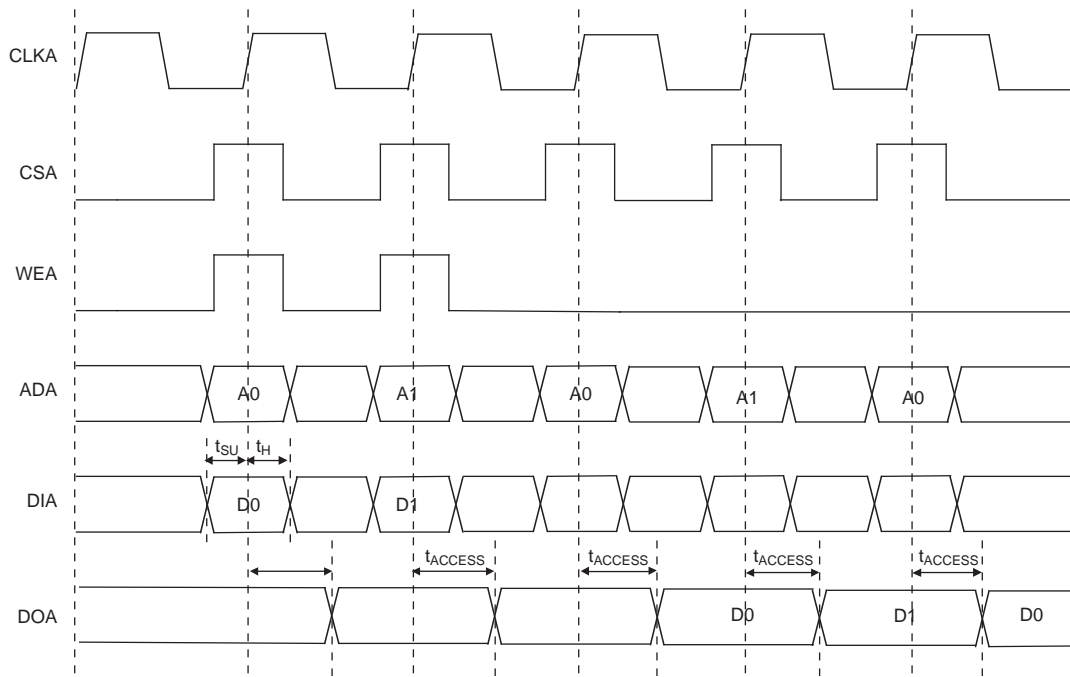 CLKA
CSA
WEA
ADA
A0 A1 A0 A1 A0
tSU tH
DIA
D0 D1
tACCESS tACCESS tACCESS tACCESS
DOA
D0 D1 D0